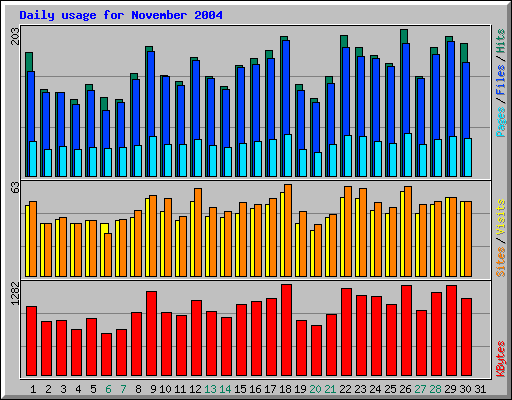 Daily usage for November 2004
203
Pages / Files / Hits
63
Sites / Visits
1282
KBytes
1 2 3 4 5 6 7 8 9 10 11 12 13 14 15 16 17 18 19 20 21 22 23 24 25 26 27 28 29 30 31